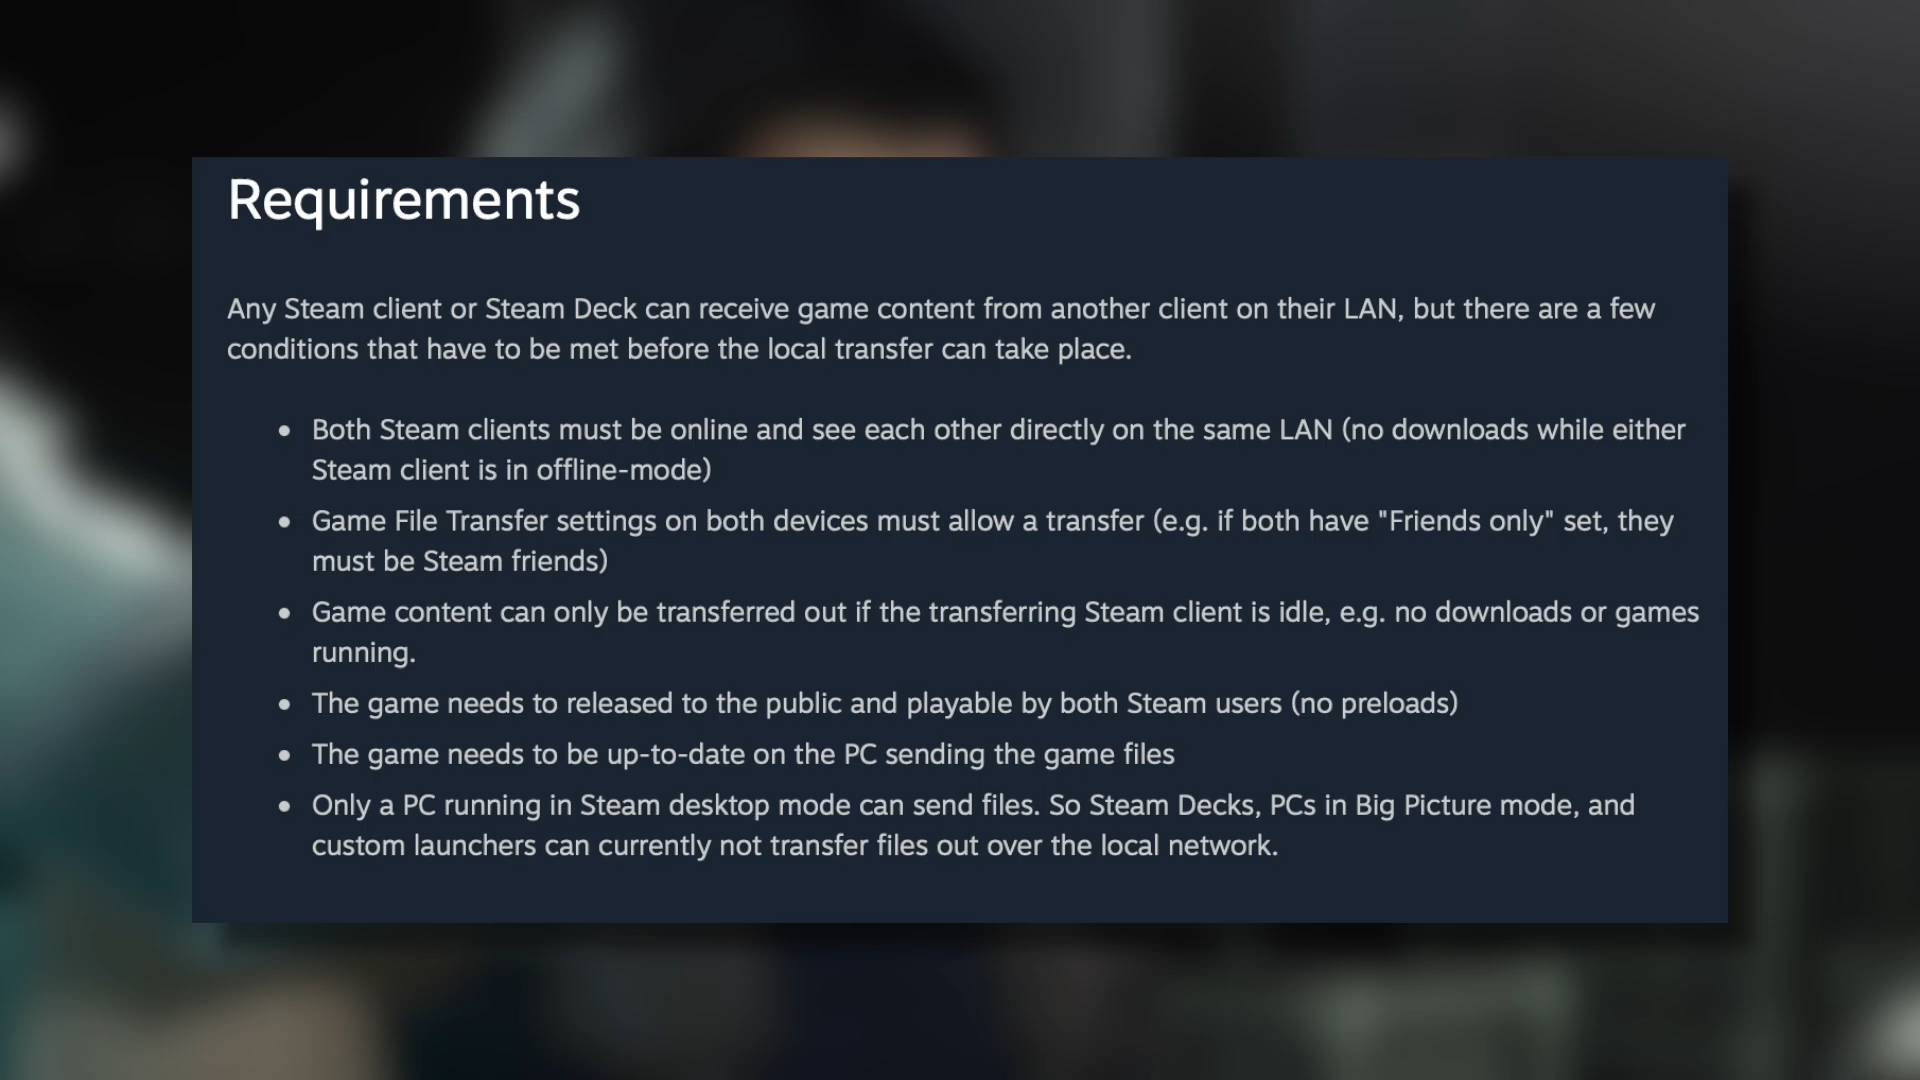 Requirements
Any Steam client or Steam Deck can receive game content from another client on their LAN, but there are a few
conditions that have to be met before the local transfer can take place.
• Both Steam clients must be online and see each other directly on the same LAN (no downloads while either
Steam client is in offline-mode)
• Game File Transfer settings on both devices must allow a transfer (e.g. if both have "Friends only" set, they
must be Steam friends)
• Game content can only be transferred out if the transferring Steam client is idle, e.g. no downloads or games
running.
• The game needs to released to the public and playable by both Steam users (no preloads)
• The game needs to be up-to-date on the PC sending the game files
• Only a PC running in Steam desktop mode can send files. So Steam Decks, PCs in Big Picture mode, and
custom launchers can currently not transfer files out over the local network.